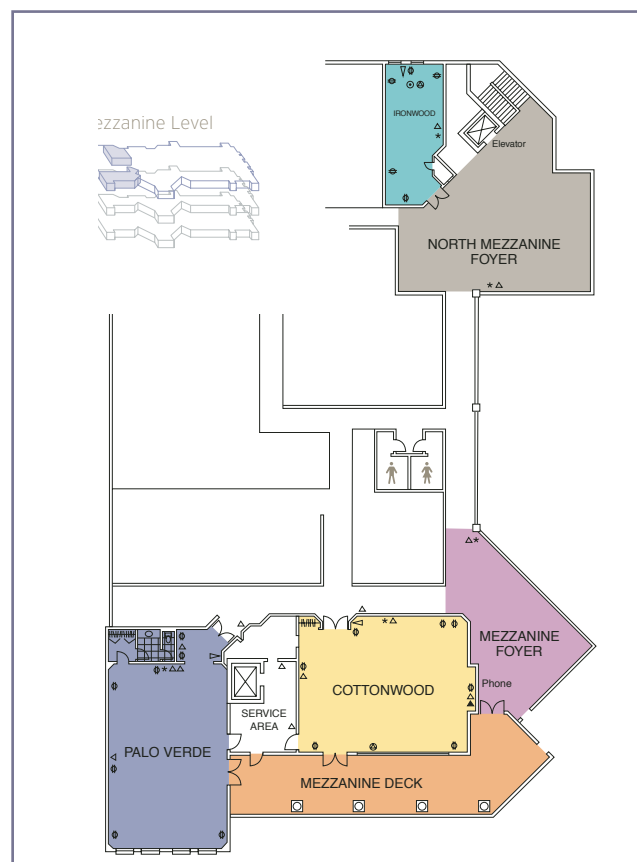 ezzanine Level
IRONWOOD
Elevator
NORTH MEZZANINE
FOYER
MEZZANINE
FOYER
Phone
COTTONWOOD
SERVICE
AREA
PALO VERDE
MEZZANINE DECK